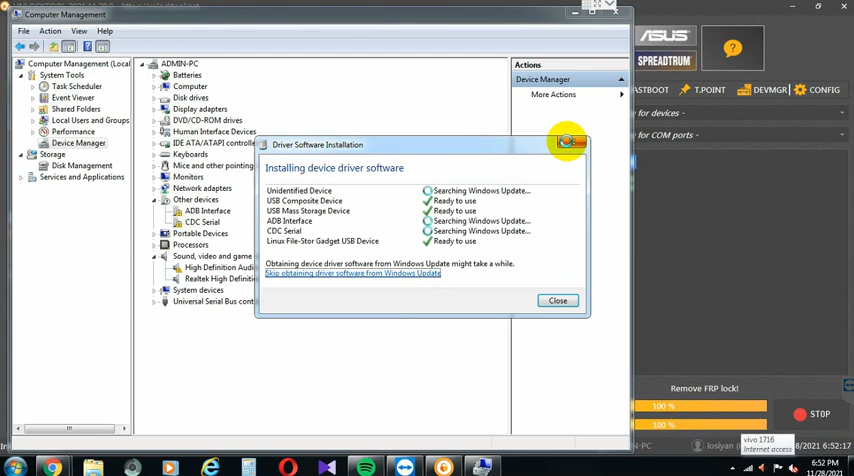 Computer Management
File Action View Help
Computer Management (Local
System Tools
Task Scheduler
Event Viewer
Shared Folders
Local Users and Groups
Performance
Device Manager
Storage
Disk Management
Services and Applications
ADMIN-PC
Batteries
Computer
Disk drives
Display adapters
DVD/CD-ROM drives
Human Interface Devices
IDE ATA/ATAPI controlle
Keyboards
Mice and other pointing
Monitors
Network adapters
Other devices
ADB Interface
CDC Serial
Portable Devices
Processors
Sound, video and game
High Definition Audi
Realtek High Definiti
System devices
Universal Serial Bus cont
Actions
Device Manager
More Actions
Driver Software Installation
Installing device driver software
Unidentified Device Searching Windows Update...
USB Composite Device Ready to use
USB Mass Storage Device Ready to use
ADB Interface Searching Windows Update...
CDC Serial Searching Windows Update...
Linux File-Stor Gadget USB Device Ready to use
Obtaining device driver software from Windows Update might take a while.
Skip obtaining driver software from Windows Update
Close
ASUS
SPREADTRUM
ASTBOOT T.POINT DEVMGR CONFIG
for devices -
for COM ports -
Remove FRP lock!
100 %
100 %
STOP
-PC losiyan
/2021 6:52:17
vivo 1716
Internet access
6:52 PM
11/28/2021